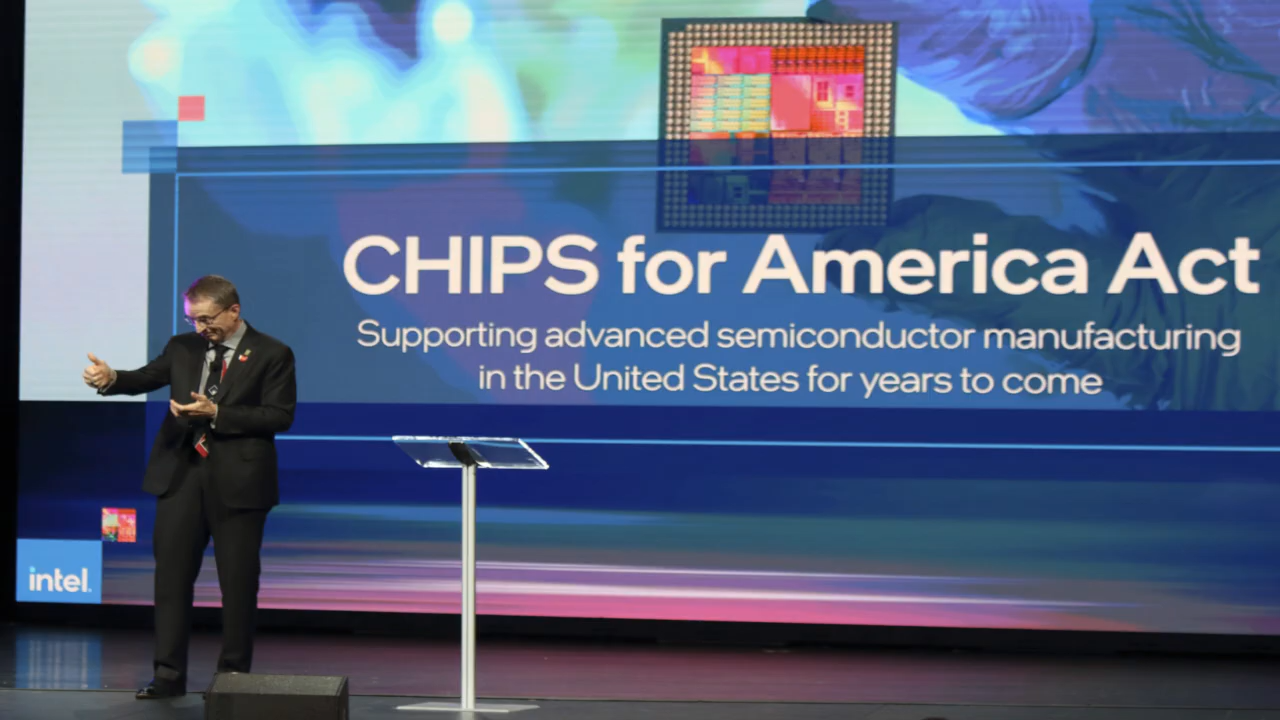 CHIPS for America Act
Supporting advanced semiconductor manufacturing
in the United States for years to come
intel.